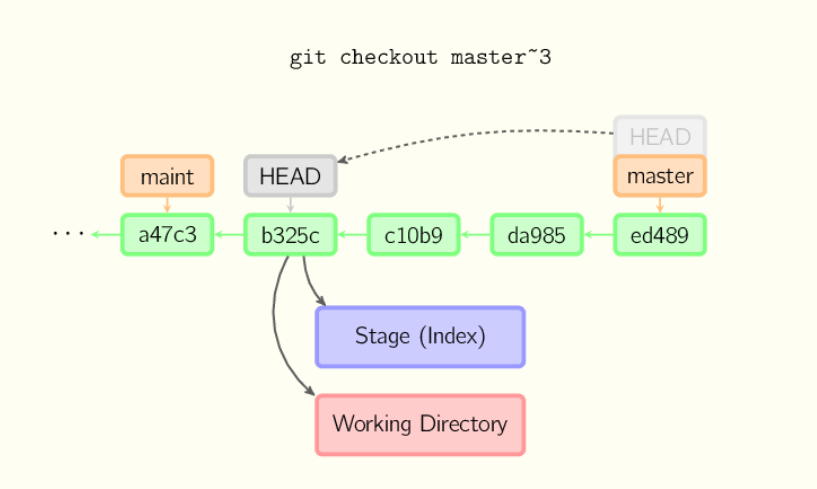 git checkout master~3
HEAD
maint
HEAD
master
...
a47c3
b325c
c10b9
da985
ed489
Stage (Index)
Working Directory